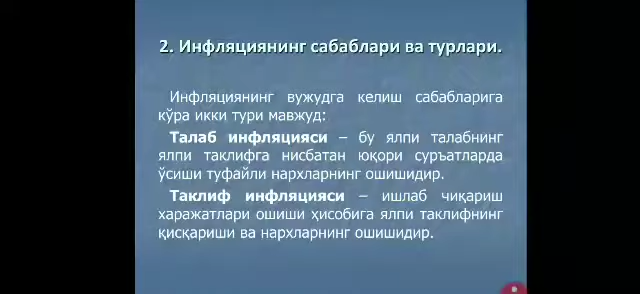 2. Инфляциянинг сабаблари ва турлари.
Инфляциянинг вужудга келиш сабабларига
кўра икки тури мавжуд:
Талаб инфляцияси – бу ялпи талабнинг
ялпи таклифга нисбатан юқори суръатларда
ўсиши туфайли нархларнинг ошишидир.
Таклиф инфляцияси – ишлаб чиқариш
харажатлари ошиши ҳисобига ялпи таклифнинг
қисқариши ва нархларнинг ошишидир.